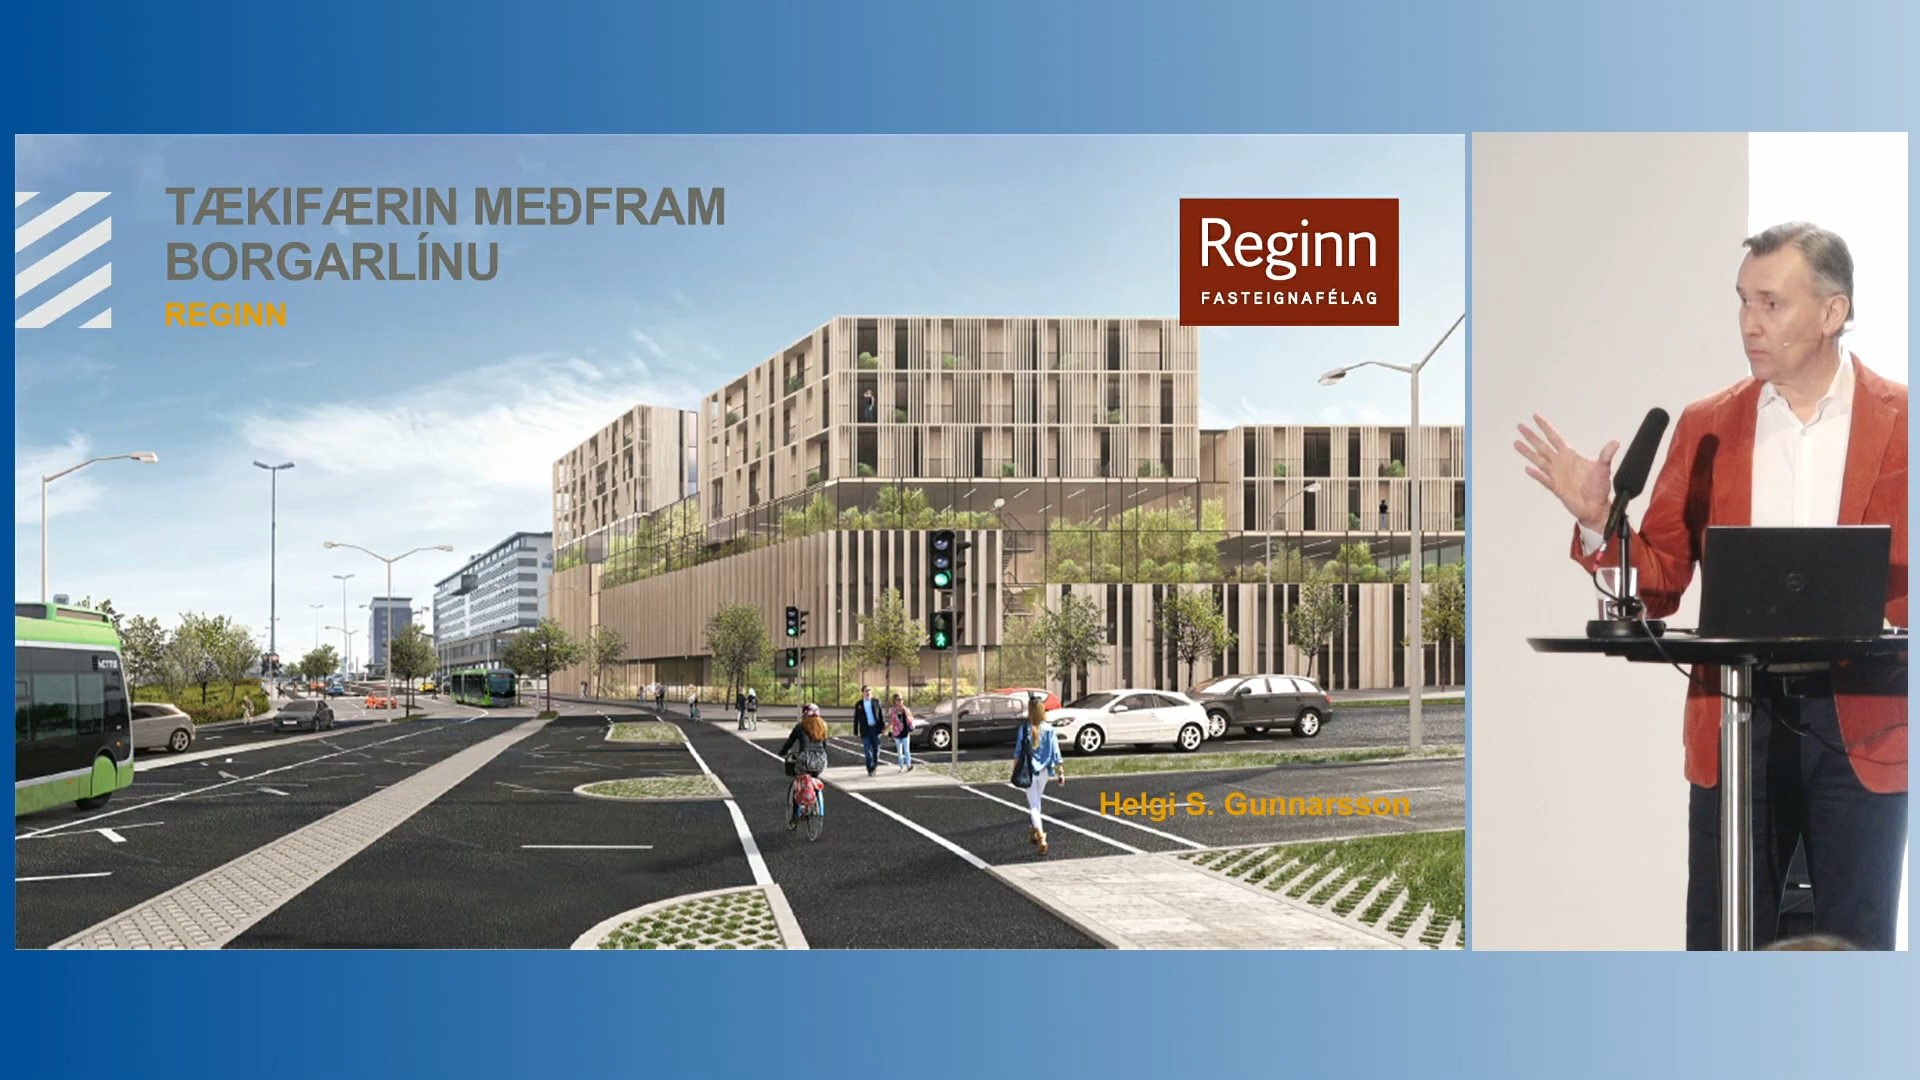 TÆKIFÆRIN MEÐFRAM
BORGARLÍNU
REGINN
Reginn
FASTEIGNAFÉLAG
Helgi S. Gunnarsson